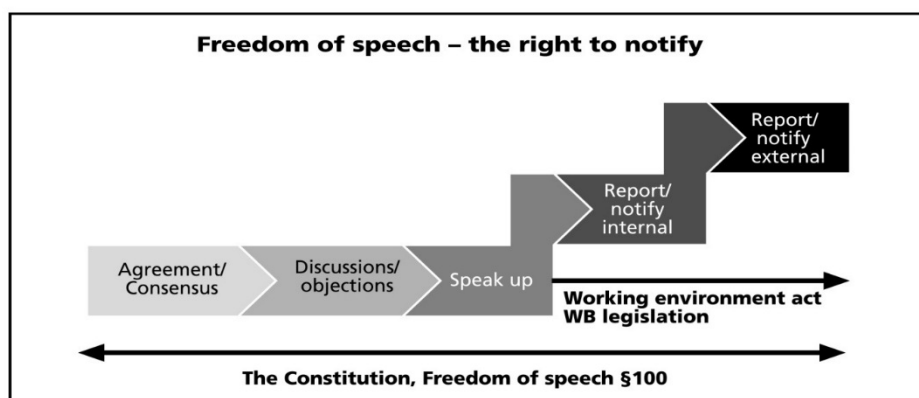 Freedom of speech – the right to notify
Report/
notify
external
Report/
notify
internal
Agreement/
Consensus
Discussions/
objections
Speak up
Working environment act
WB legislation
The Constitution, Freedom of speech §100